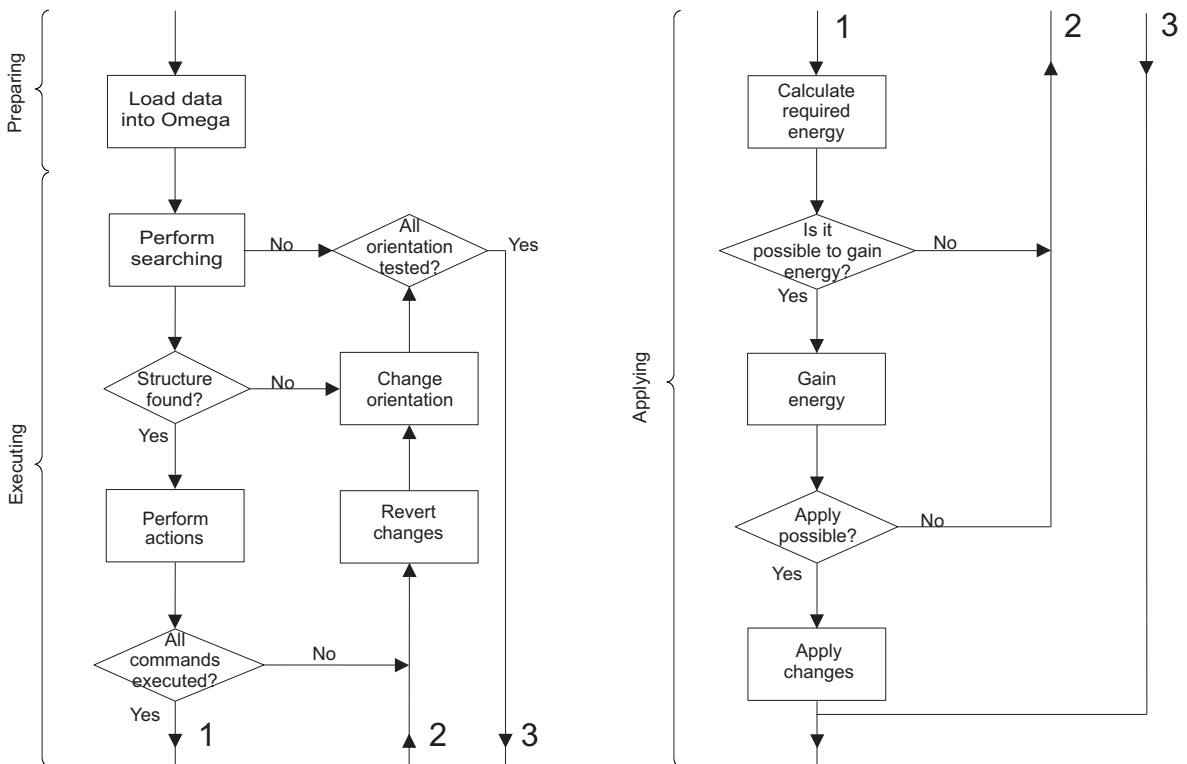 Preparing
Load data
into Omega
Executing
Perform
searching
No
All
orientation
tested?
Yes
Structure
found?
No
Change
orientation
Yes
Perform
actions
Revert
changes
All
commands
executed?
No
Yes
1
2
3
Applying
1
2
3
Calculate
required
energy
Is it
possible to gain
energy?
No
Yes
Gain
energy
Apply
possible?
No
Yes
Apply
changes